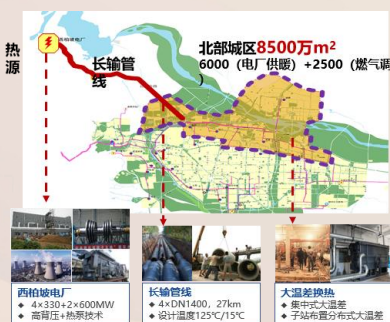 热源
西柏坡电厂
长输管线
北部城区8500万m²
6000（电厂供暖）+2500（燃气调
）
西柏坡电厂
◆ 4×330+2×600MW
◆ 高背压+热泵技术
长输管线
◆ 4×DN1400，27km
◆ 设计温度125℃/15℃
大温差换热
◆ 集中式大温差
◆ 子站布置分布式大温差